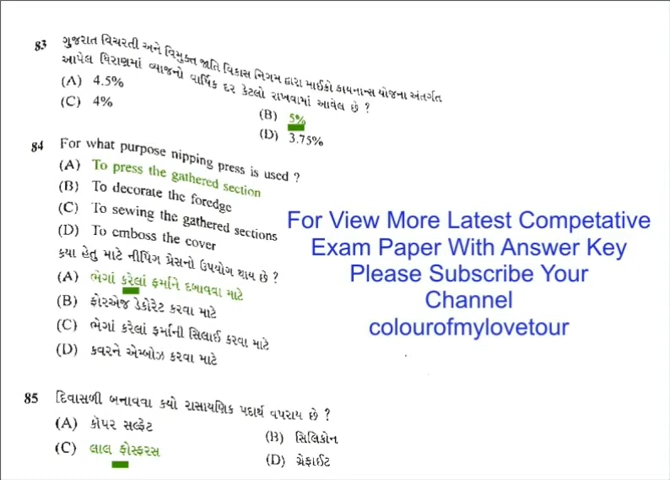 83 ગુજરાત વિચરતી અને વિમુક્ત જાતિ વિકાસ નિગમ દ્વારા માઈક્રો ફાયનાન્સ યોજના અંતર્ગત
આપેલ ધિરાણમાં વ્યાજનો વાર્ષિક દર કેટલો રાખવામાં આવેલ છે ?
(A) 4.5%
(B) 5%
(C) 4%
(D) 3.75%
84 For what purpose nipping press is used ?
(A) To press the gathered section
(B) To decorate the foredge
(C) To sewing the gathered sections
(D) To emboss the cover
કયા હેતુ માટે નીપિંગ પ્રેસનો ઉપયોગ થાય છે ?
(A) ભેગાં કરેલાં ફર્માને દબાવવા માટે
(B) ફોરએજ ડેકોરેટ કરવા માટે
(C) ભેગાં કરેલાં ફર્માની સિલાઈ કરવા માટે
(D) કવરને એમ્બોઝ કરવા માટે
For View More Latest Competative
Exam Paper With Answer Key
Please Subscribe Your
Channel
colourofmylovetour
85 દિવાસળી બનાવવા કયો રાસાયણિક પદાર્થ વપરાય છે ?
(A) કૉપર સલ્ફેટ
(B) સિલિકોન
(C) લાલ ફોસ્ફરસ
(D) ગ્રેફાઈટ